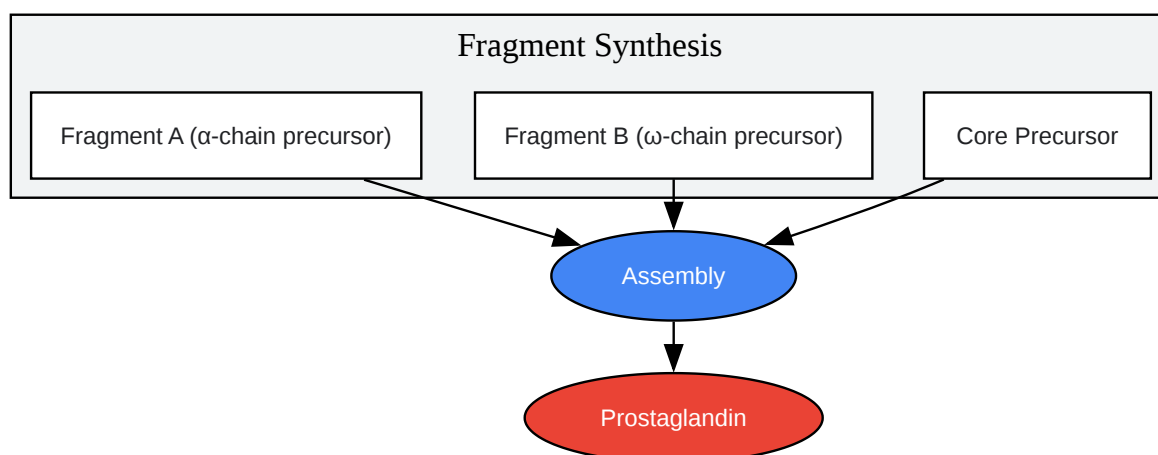 Fragment Synthesis
Fragment A (α-chain precursor)
Fragment B (ω-chain precursor)
Core Precursor
Assembly
Prostaglandin